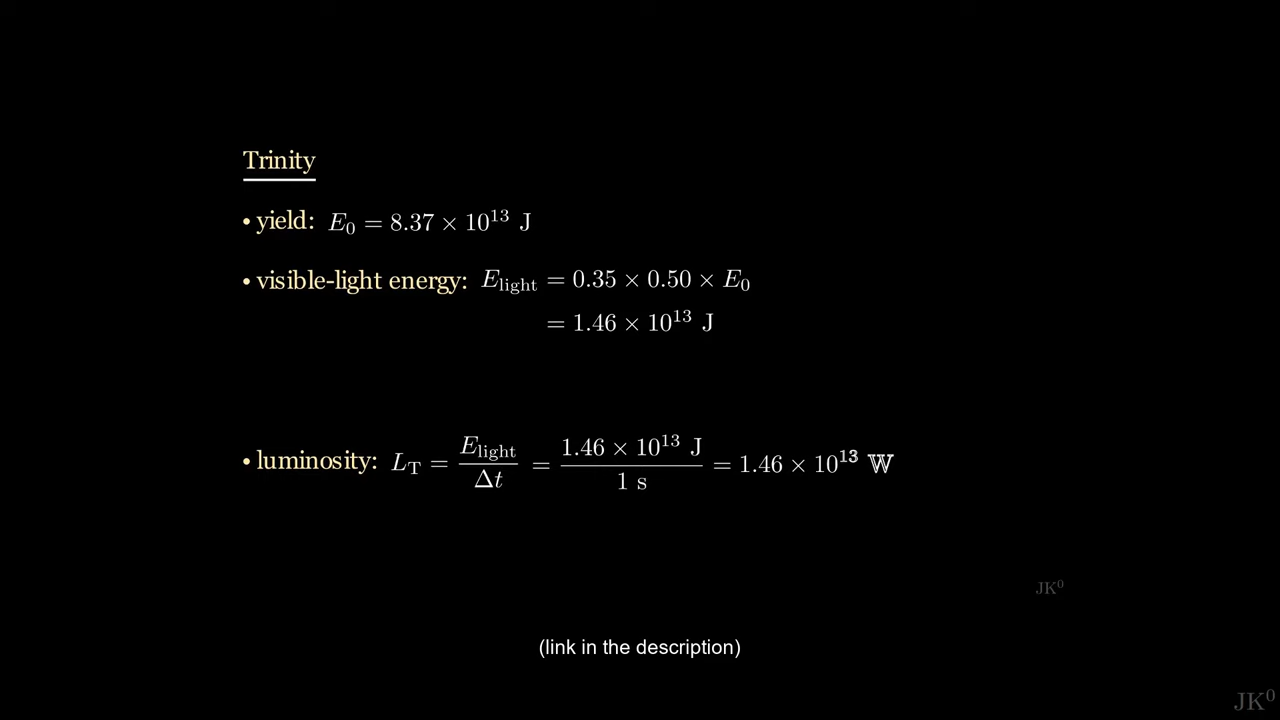 Trinity
• yield: E₀ = 8.37 × 10¹³ J
• visible-light energy: E_light = 0.35 × 0.50 × E₀
= 1.46 × 10¹³ J
• luminosity: L_T = E_light / Δt = 1.46 × 10¹³ J / 1 s = 1.46 × 10¹³ W
JK⁰
(link in the description)
JK⁰